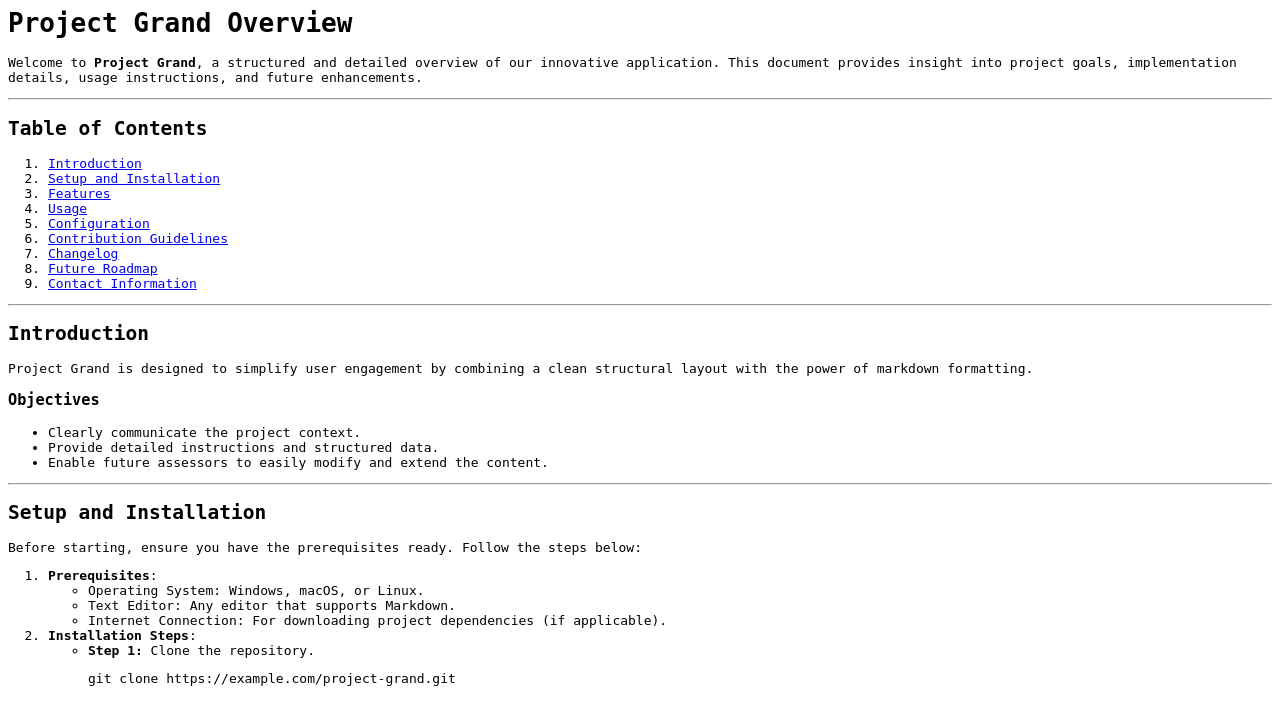 Project Grand Overview
Welcome to Project Grand, a structured and detailed overview of our innovative application. This document provides insight into project goals, implementation
details, usage instructions, and future enhancements.
Table of Contents
1. Introduction
2. Setup and Installation
3. Features
4. Usage
5. Configuration
6. Contribution Guidelines
7. Changelog
8. Future Roadmap
9. Contact Information
Introduction
Project Grand is designed to simplify user engagement by combining a clean structural layout with the power of markdown formatting.
Objectives
• Clearly communicate the project context.
• Provide detailed instructions and structured data.
• Enable future assessors to easily modify and extend the content.
Setup and Installation
Before starting, ensure you have the prerequisites ready. Follow the steps below:
1. Prerequisites:
◦ Operating System: Windows, macOS, or Linux.
◦ Text Editor: Any editor that supports Markdown.
◦ Internet Connection: For downloading project dependencies (if applicable).
2. Installation Steps:
◦ Step 1: Clone the repository.
git clone https://example.com/project-grand.git